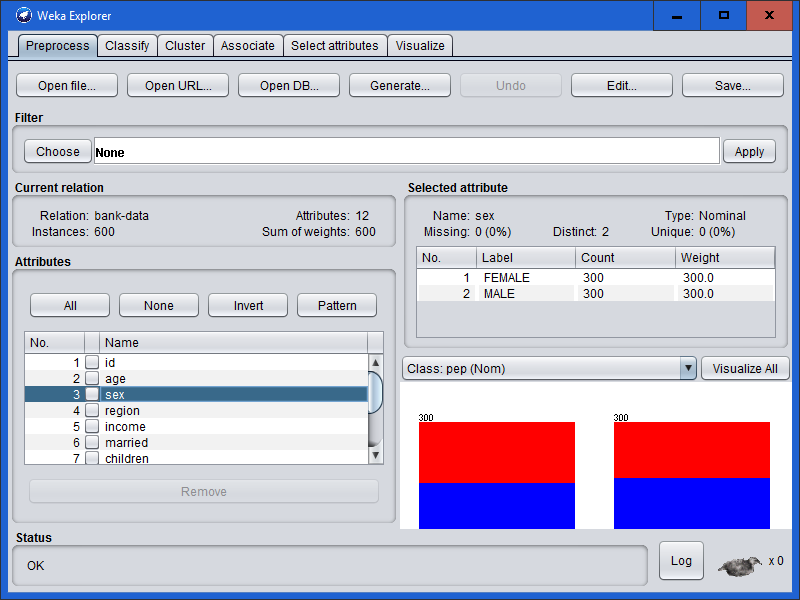 Weka Explorer
Preprocess Classify Cluster Associate Select attributes Visualize
Open file... Open URL... Open DB... Generate... Undo Edit... Save...
Filter
Choose None Apply
Current relation
Relation: bank-data Attributes: 12
Instances: 600 Sum of weights: 600
Attributes
All None Invert Pattern
No. Name
1 id
2 age
3 sex
4 region
5 income
6 married
7 children
Remove
Selected attribute
Name: sex Type: Nominal
Missing: 0 (0%) Distinct: 2 Unique: 0 (0%)
No. Label Count Weight
1 FEMALE 300 300.0
2 MALE 300 300.0
Class: pep (Nom) Visualize All
300 300
Status
OK Log x 0